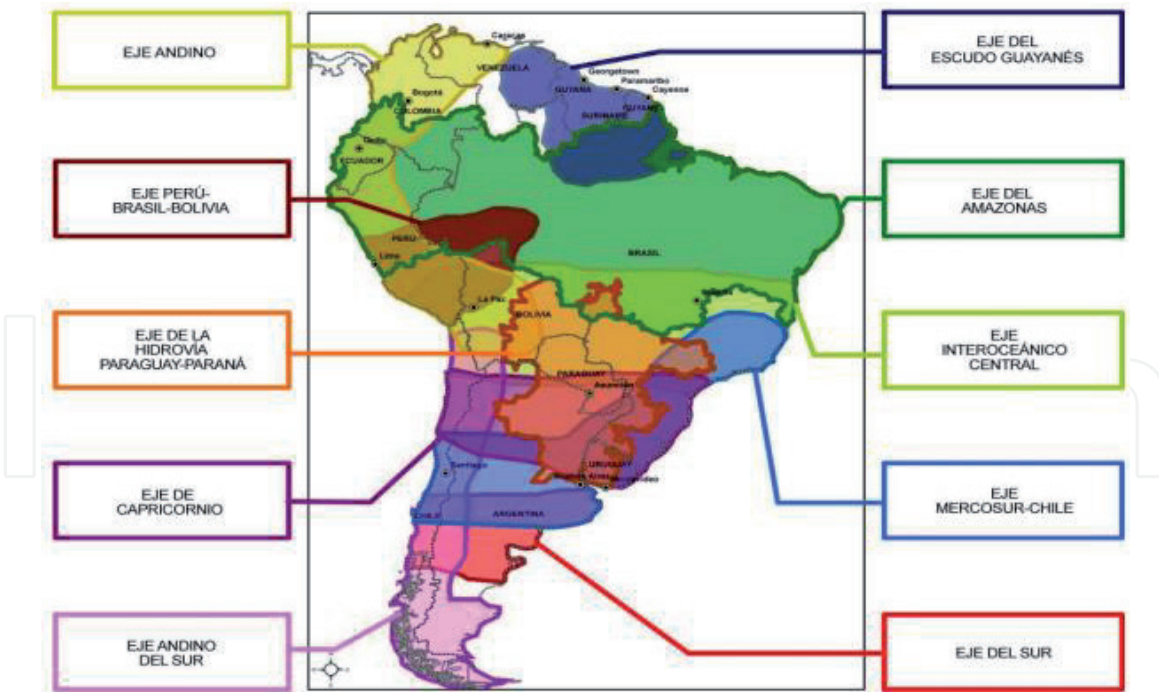 EJE ANDINO
EJE PERÚ-
BRASIL-BOLIVIA
EJE DE LA
HIDROVÍA
PARAGUAY-PARANÁ
EJE DE
CAPRICORNIO
EJE ANDINO
DEL SUR
Caracas
VENEZUELA
Georgetown
Paramaribo
GUYANA
Cayenne
SURINAME
Bogotá
COLOMBIA
Quito
ECUADOR
PERU
Lima
BRASIL
La Paz
BOLIVIA
PARAGUAY
Asunción
Santiago
URUGUAY
Buenos Aires
Montevideo
CHILE
ARGENTINA
EJE DEL
ESCUDO GUAYANÉS
EJE DEL
AMAZONAS
EJE
INTEROCEÁNICO
CENTRAL
EJE
MERCOSUR-CHILE
EJE DEL SUR